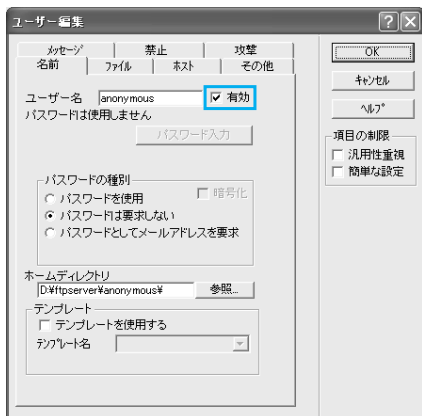 ユーザー編集
メッセージ 禁止 攻撃
名前 ファイル ホスト その他
ユーザー名 anonymous 有効
パスワードは使用しません
パスワード入力
パスワードの種別
パスワードを使用 暗号化
パスワードは要求しない
パスワードとしてメールアドレスを要求
ホームディレクトリ
D:¥ftpserver¥anonymous¥ 参照...
テンプレート
テンプレートを使用する
テンプレート名
OK
キャンセル
ヘルプ
項目の制限
汎用性重視
簡単な設定